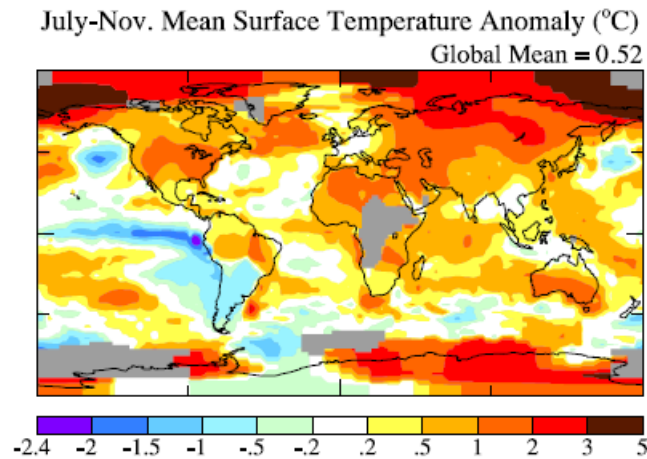 July-Nov. Mean Surface Temperature Anomaly (°C)
Global Mean = 0.52
-2.4 -2 -1.5 -1 -.5 -.2 .2 .5 1 2 3 5